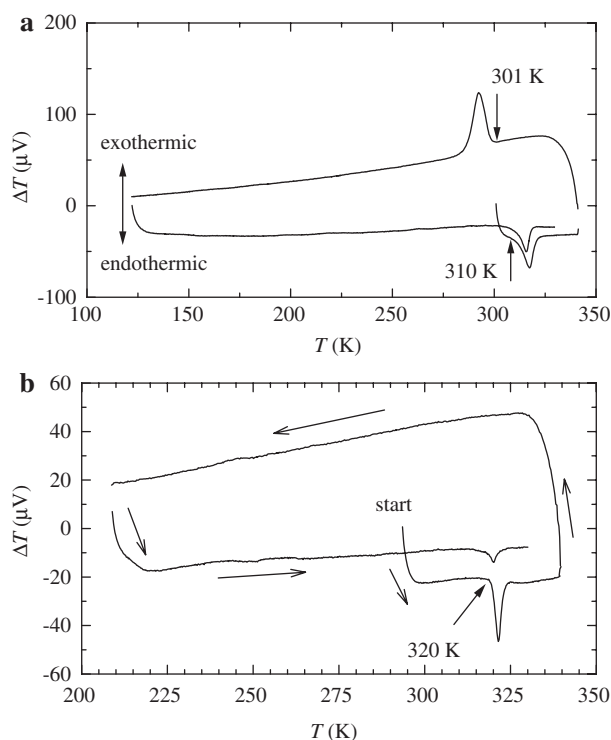 a
200
100
0
-100
ΔT (µV)
exothermic
endothermic
301 K
310 K
100 150 200 250 300 350
T (K)
b
60
40
20
0
-20
-40
-60
ΔT (µV)
start
320 K
200 225 250 275 300 325 350
T (K)